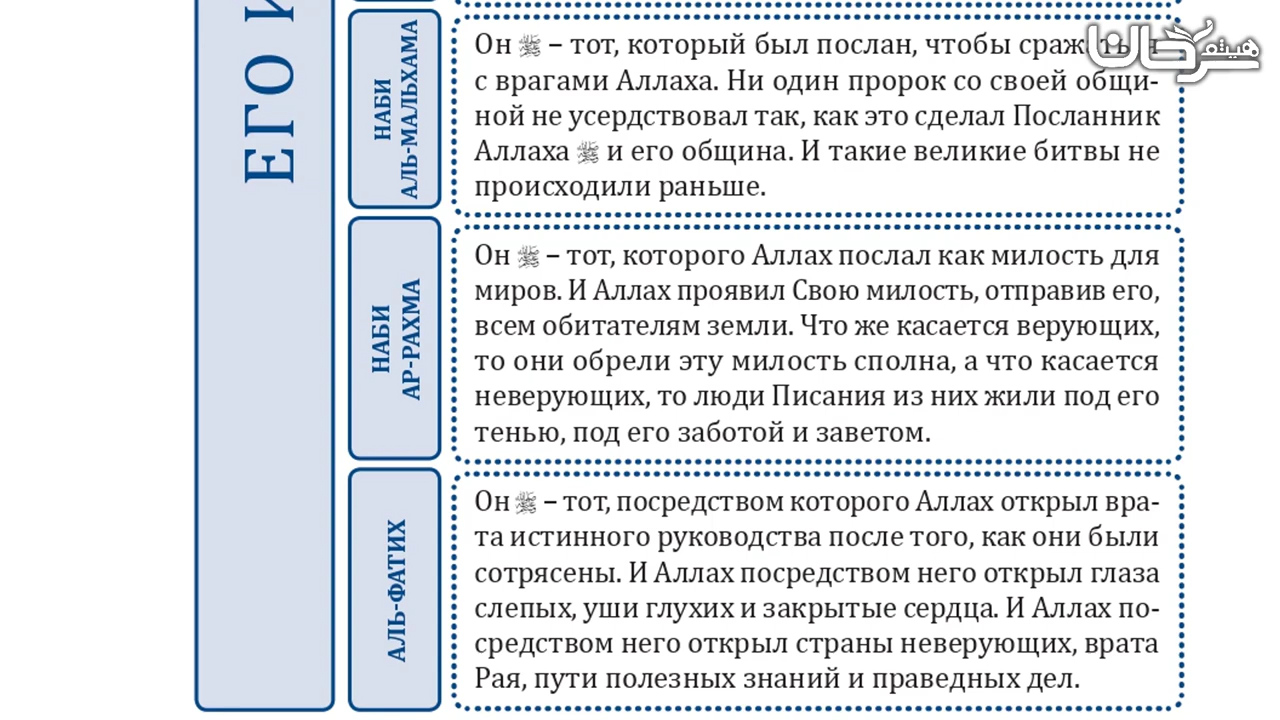 ЕГО И
НАБИ
АЛЬ-МАЛЬХАМА
Он ﷺ – тот, который был послан, чтобы
с врагами Аллаха. Ни один пророк со своей общи-
ной не усердствовал так, как это сделал Посланник
Аллаха ﷺ и его община. И такие великие битвы не
происходили раньше.
НАБИ
АР-РАХМА
Он ﷺ – тот, которого Аллах послал как милость для
миров. И Аллах проявил Свою милость, отправив его,
всем обитателям земли. Что же касается верующих,
то они обрели эту милость сполна, а что касается
неверующих, то люди Писания из них жили под его
тенью, под его заботой и заветом.
АЛЬ-ФАТИХ
Он ﷺ – тот, посредством которого Аллах открыл вра-
та истинного руководства после того, как они были
сотрясены. И Аллах посредством него открыл глаза
слепых, уши глухих и закрытые сердца. И Аллах по-
средством него открыл страны неверующих, врата
Рая, пути полезных знаний и праведных дел.